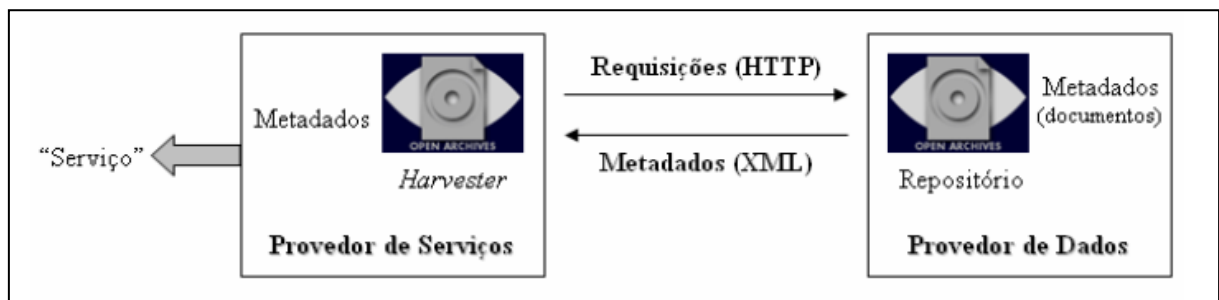 “Serviço”
Metadados
OPEN ARCHIVES
Harvester
Provedor de Serviços
Requisições (HTTP)
Metadados (XML)
OPEN ARCHIVES
Metadados
(documentos)
Repositório
Provedor de Dados